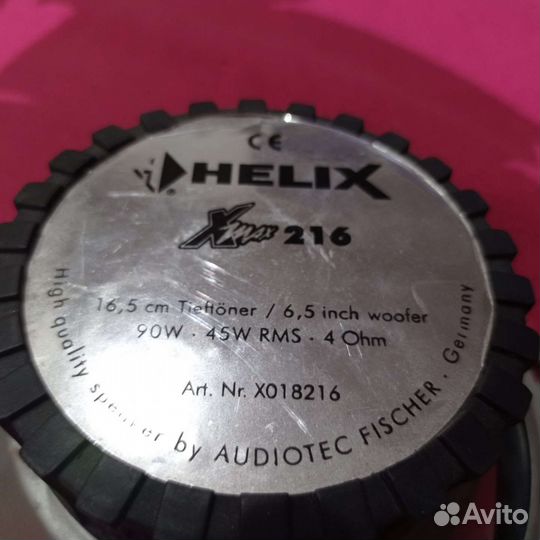 CE
HELIX
Xmax 216
16,5 cm Tieftöner / 6,5 inch woofer
90W · 45W RMS · 4 Ohm
Art. Nr. X018216
High quality speaker by AUDIOTEC FISCHER · Germany
Avito